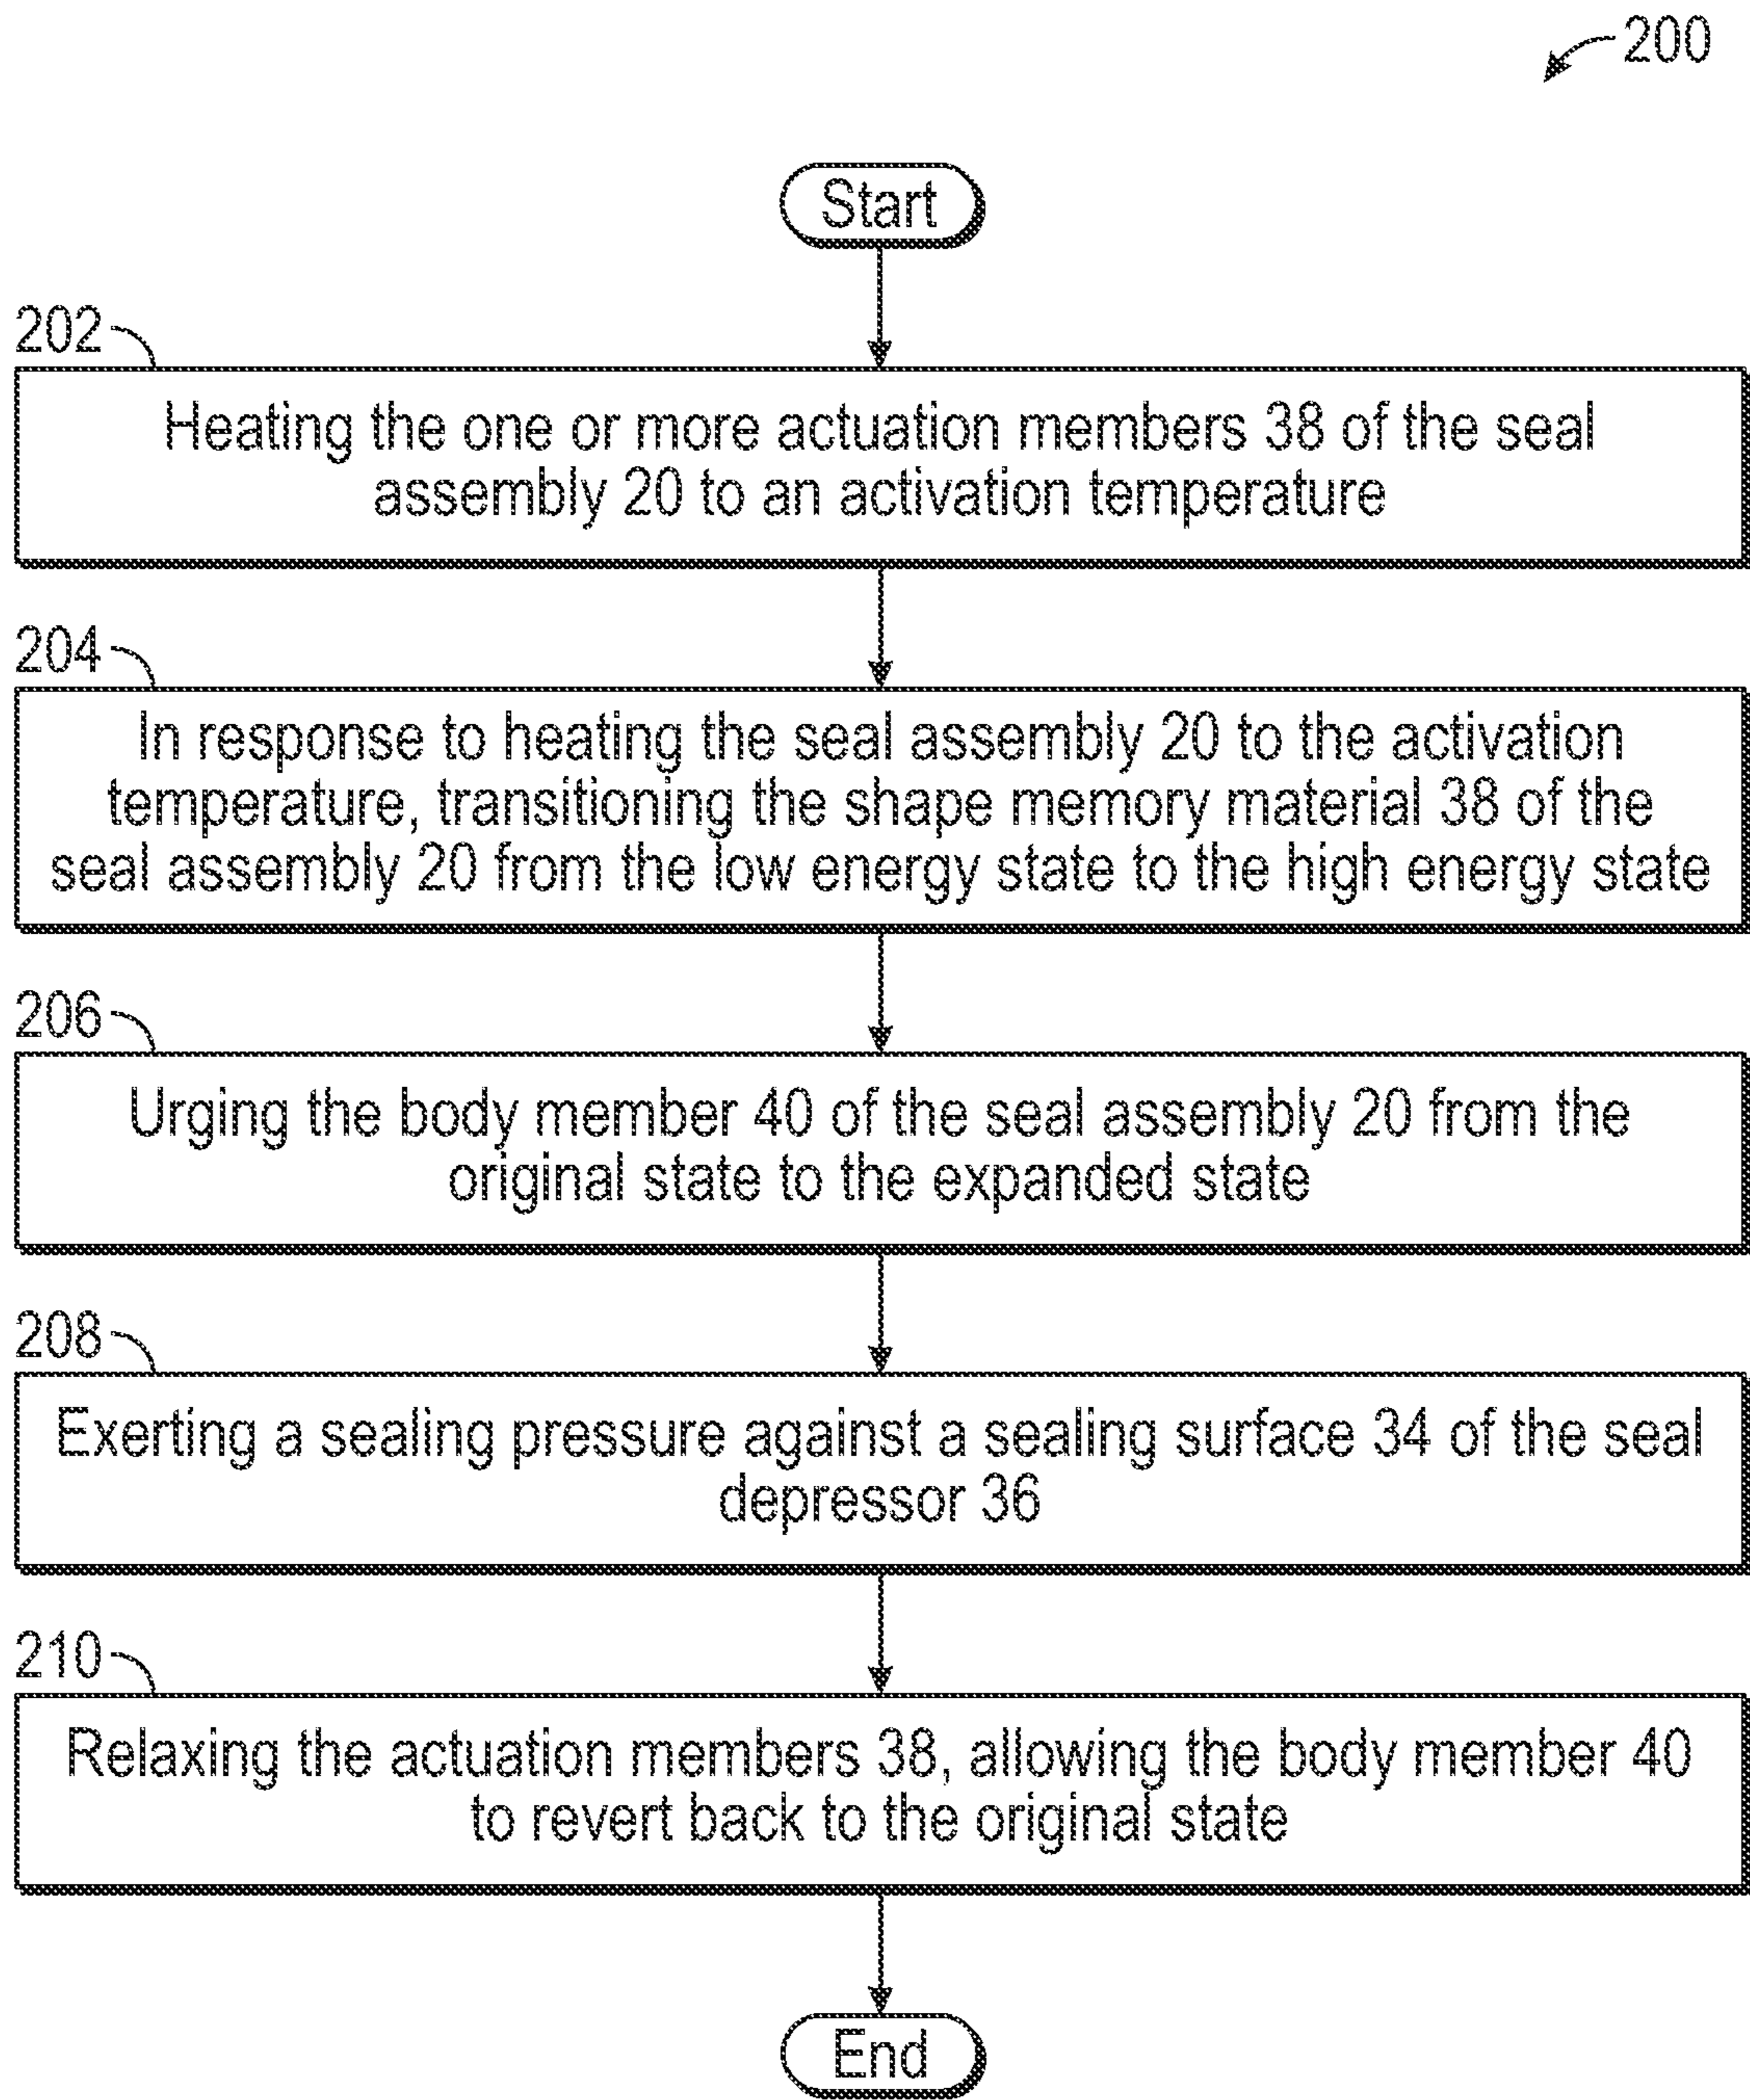 200
Start
202
Heating the one or more actuation members 38 of the seal
assembly 20 to an activation temperature
204
In response to heating the seal assembly 20 to the activation
temperature, transitioning the shape memory material 38 of the
seal assembly 20 from the low energy state to the high energy state
206
Urging the body member 40 of the seal assembly 20 from the
original state to the expanded state
208
Exerting a sealing pressure against a sealing surface 34 of the seal
depressor 36
210
Relaxing the actuation members 38, allowing the body member 40
to revert back to the original state
End